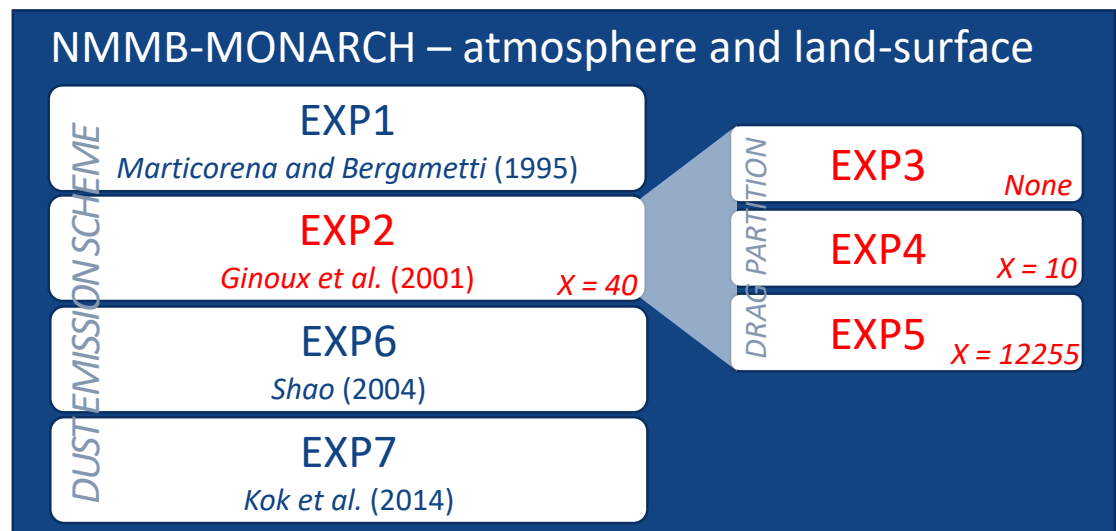 NMMB-MONARCH – atmosphere and land-surface
DUST EMISSION SCHEME
EXP1
Marticorena and Bergametti (1995)
EXP2
Ginoux et al. (2001)
X = 40
EXP6
Shao (2004)
EXP7
Kok et al. (2014)
DRAG PARTITION
EXP3
None
EXP4
X = 10
EXP5
X = 12255